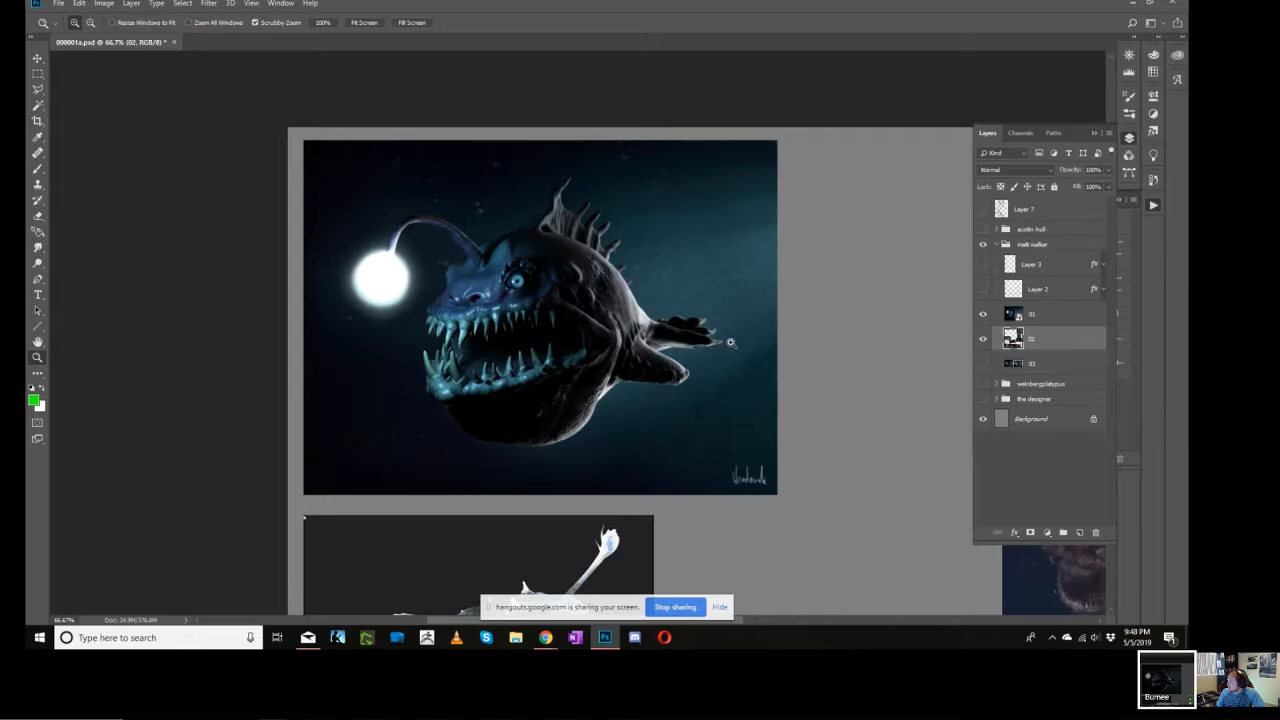 File Edit Image Layer Type Select Filter 3D View Window Help
Resize Windows to Fit Zoom All Windows Scrubby Zoom 100% Fit Screen Fill Screen
000001a.psd @ 66.7% (02, RGB/8) *
Layers Channels Paths
Kind
Normal Opacity: 100%
Lock: Fill: 100%
Layer 7
austin hull
matt walker
Layer 3 fx
Layer 2 fx
01
02
03
weinbergplatypus
the designer
Background
hangouts.google.com is sharing your screen. Stop sharing Hide
66.67% Doc: 24.9M/376.0M
Type here to search
9:48 PM
5/5/2019
Burnee